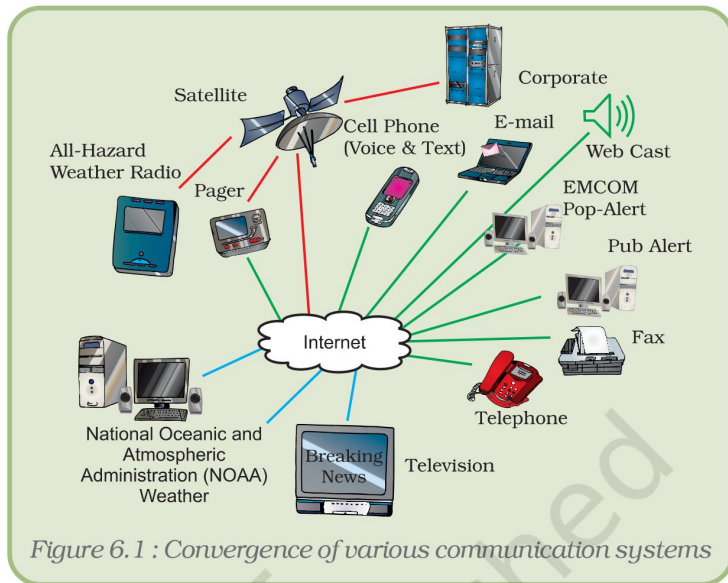 Corporate
Satellite
E-mail
Cell Phone
(Voice & Text)
Web Cast
All-Hazard
Weather Radio
Pager
EMCOM
Pop-Alert
Pub Alert
Internet
Fax
Telephone
National Oceanic and
Atmospheric
Administration (NOAA)
Weather
Breaking
News
Television
Figure 6.1 : Convergence of various communication systems